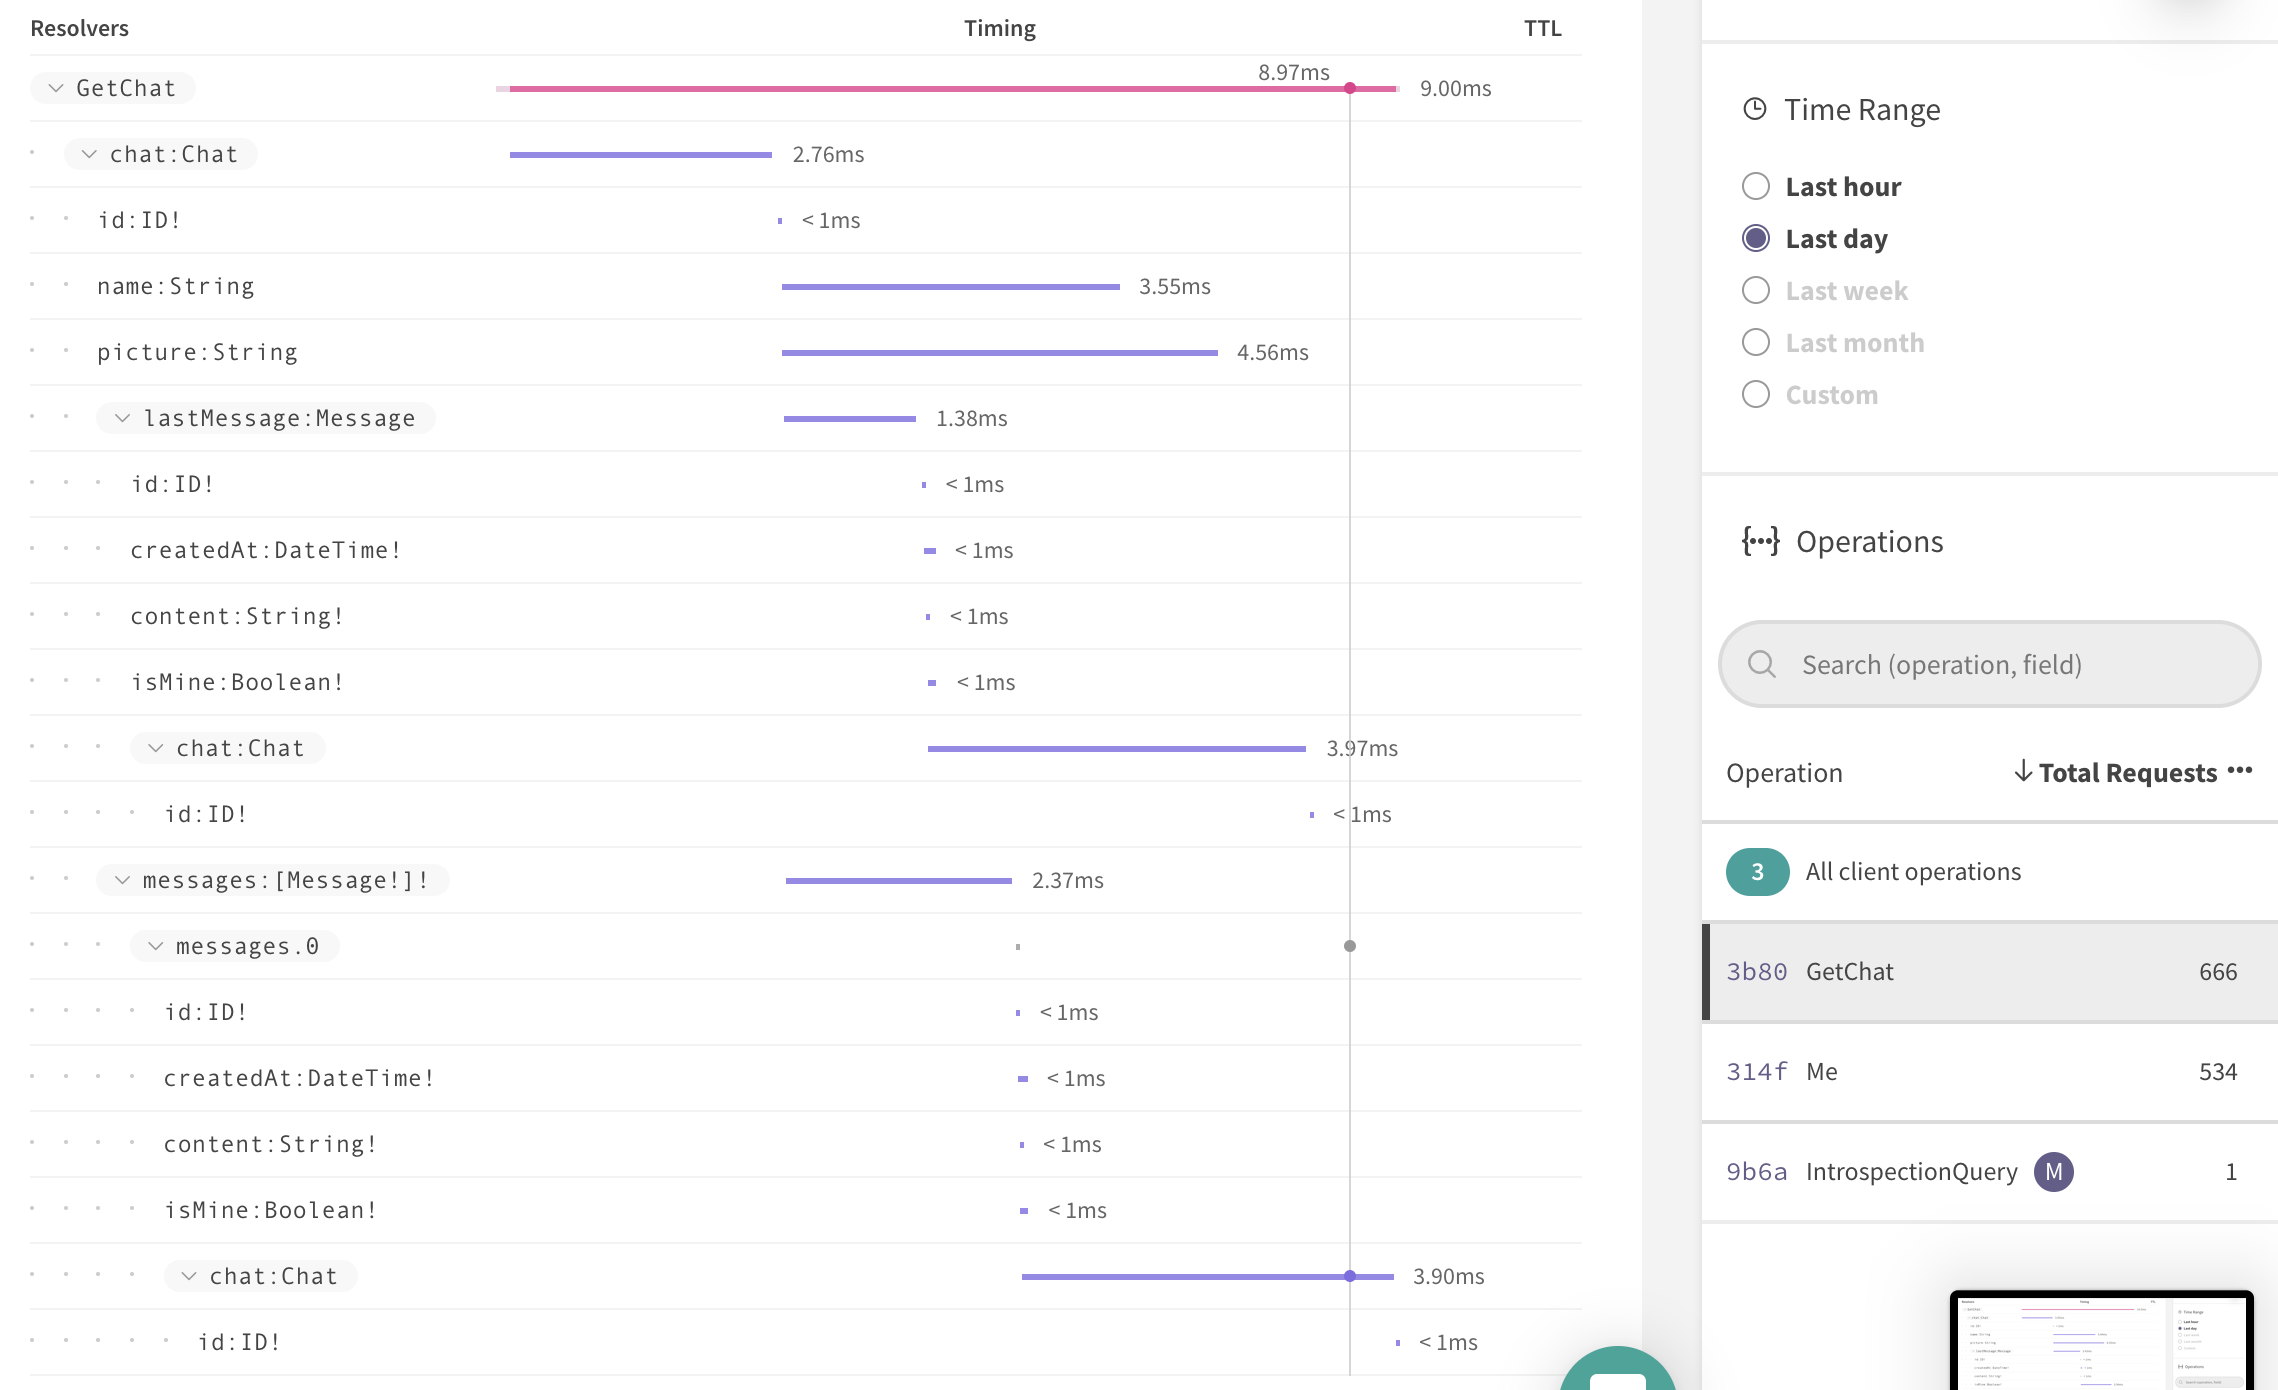 Resolvers Timing TTL
GetChat 8.97ms 9.00ms
chat:Chat 2.76ms
id:ID! <1ms
name:String 3.55ms
picture:String 4.56ms
lastMessage:Message 1.38ms
id:ID! <1ms
createdAt:DateTime! <1ms
content:String! <1ms
isMine:Boolean! <1ms
chat:Chat 3.97ms
id:ID! <1ms
messages:[Message!]! 2.37ms
messages.0
id:ID! <1ms
createdAt:DateTime! <1ms
content:String! <1ms
isMine:Boolean! <1ms
chat:Chat 3.90ms
id:ID! <1ms
Time Range
Last hour
Last day
Last week
Last month
Custom
{···} Operations
Search (operation, field)
Operation ↓ Total Requests ···
3 All client operations
3b80 GetChat 666
314f Me 534
9b6a IntrospectionQuery M 1